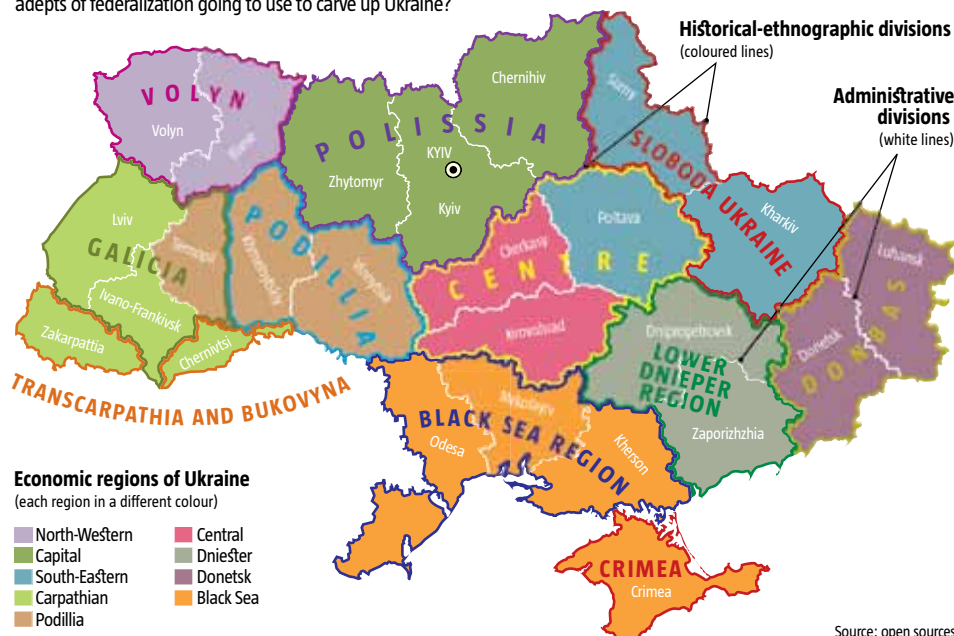 adepts of federalization going to use to carve up Ukraine?
Historical-ethnographic divisions
(coloured lines)
Administrative
divisions
(white lines)
VOLYN
Volyn
POLISSIA
Chernihiv
KYIV
Zhytomyr
Kyiv
Sumy
SLOBODA UKRAINE
Kharkiv
Lviv
GALICIA
Ternopil
Ivano-Frankivsk
Zakarpattia
Chernivtsi
TRANSCARPATHIA AND BUKOVYNA
PODILLIA
Cherkasy
CENTRE
Poltava
Kirovohrad
Dnipropetrovsk
LOWER
DNIEPER
REGION
Zaporizhzhia
Luhansk
Donetsk
DONBAS
BLACK SEA REGION
Mykolayiv
Odesa
Kherson
CRIMEA
Crimea
Economic regions of Ukraine
(each region in a different colour)
North-Western
Capital
South-Eastern
Carpathian
Podillia
Central
Dniester
Donetsk
Black Sea
Source: open sources